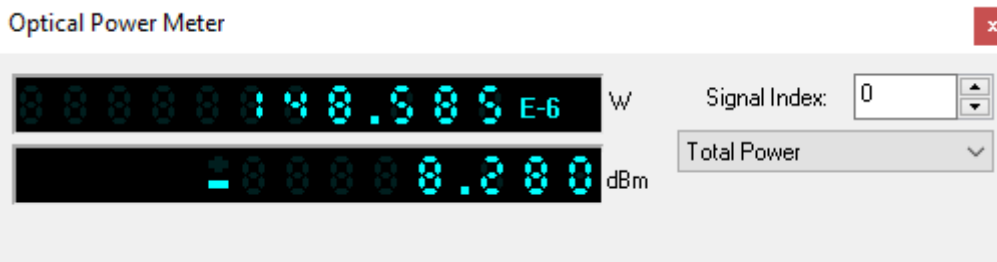 Optical Power Meter x
148.585 E-6 W
Signal Index: 0
Total Power
- 8.280 dBm